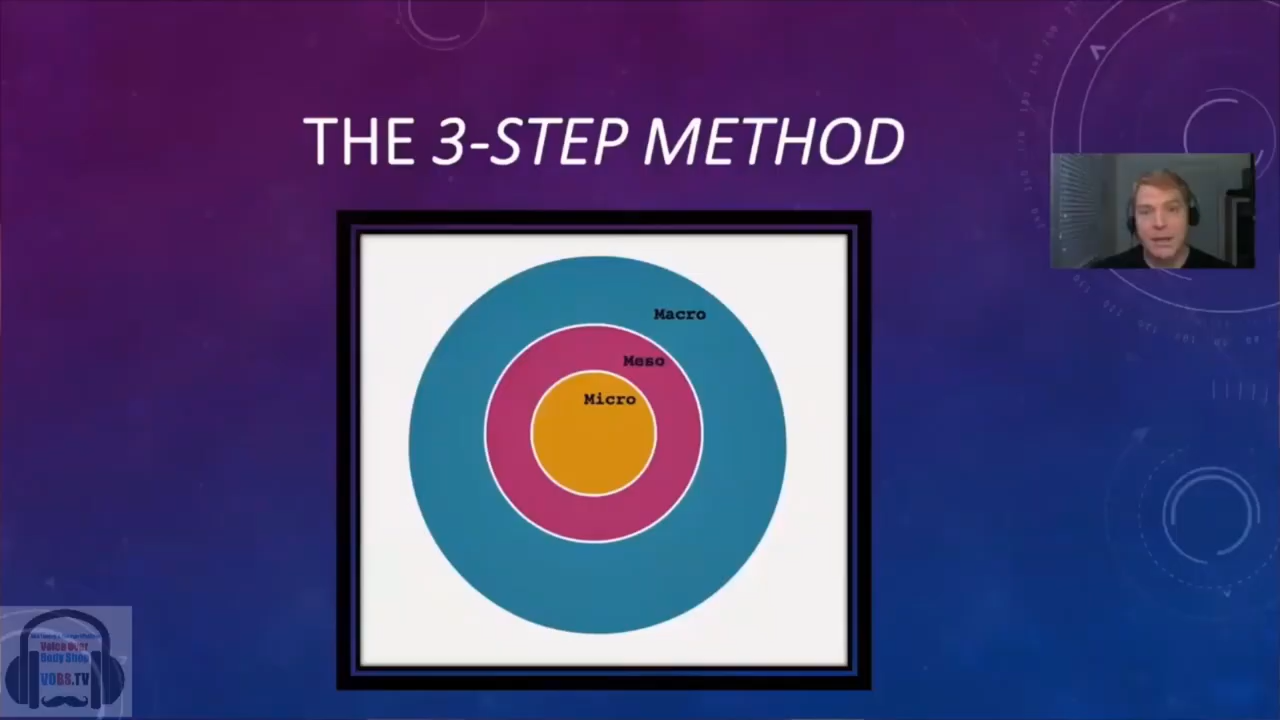 THE 3-STEP METHOD
Macro
Meso
Micro
Voice Over
Body Shop
VOBS.TV